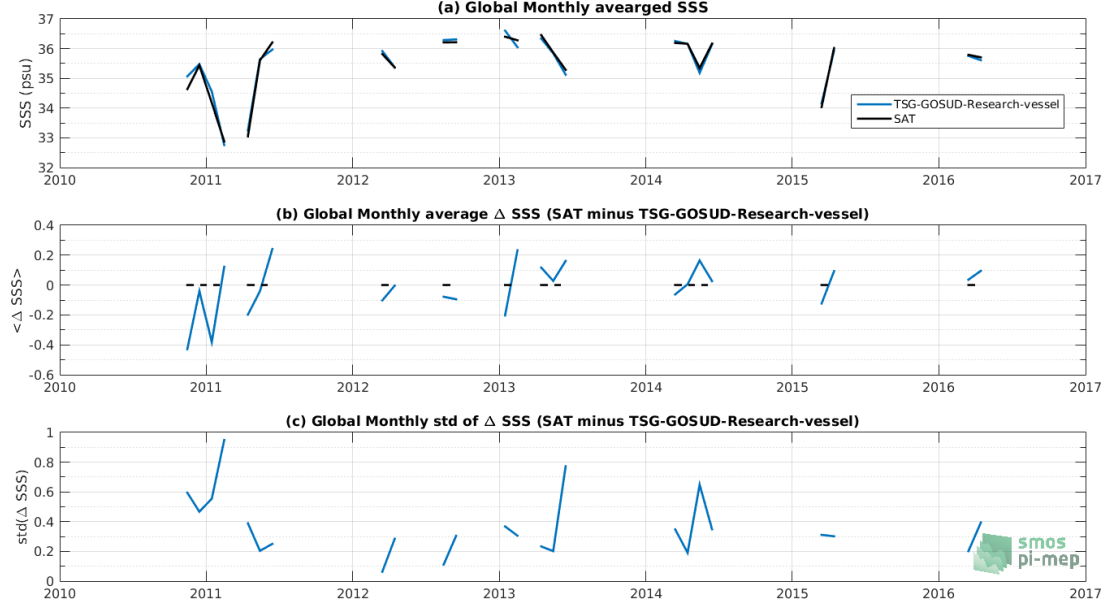 (a) Global Monthly avearged SSS
37
36
35
34
33
32
SSS (psu)
TSG-GOSUD-Research-vessel
SAT
2010 2011 2012 2013 2014 2015 2016 2017
(b) Global Monthly average Δ SSS (SAT minus TSG-GOSUD-Research-vessel)
0.4
0.2
0
-0.2
-0.4
-0.6
<Δ SSS>
2010 2011 2012 2013 2014 2015 2016 2017
(c) Global Monthly std of Δ SSS (SAT minus TSG-GOSUD-Research-vessel)
1
0.8
0.6
0.4
0.2
0
std(Δ SSS)
2010 2011 2012 2013 2014 2015 2016 2017
smos
pi-mep